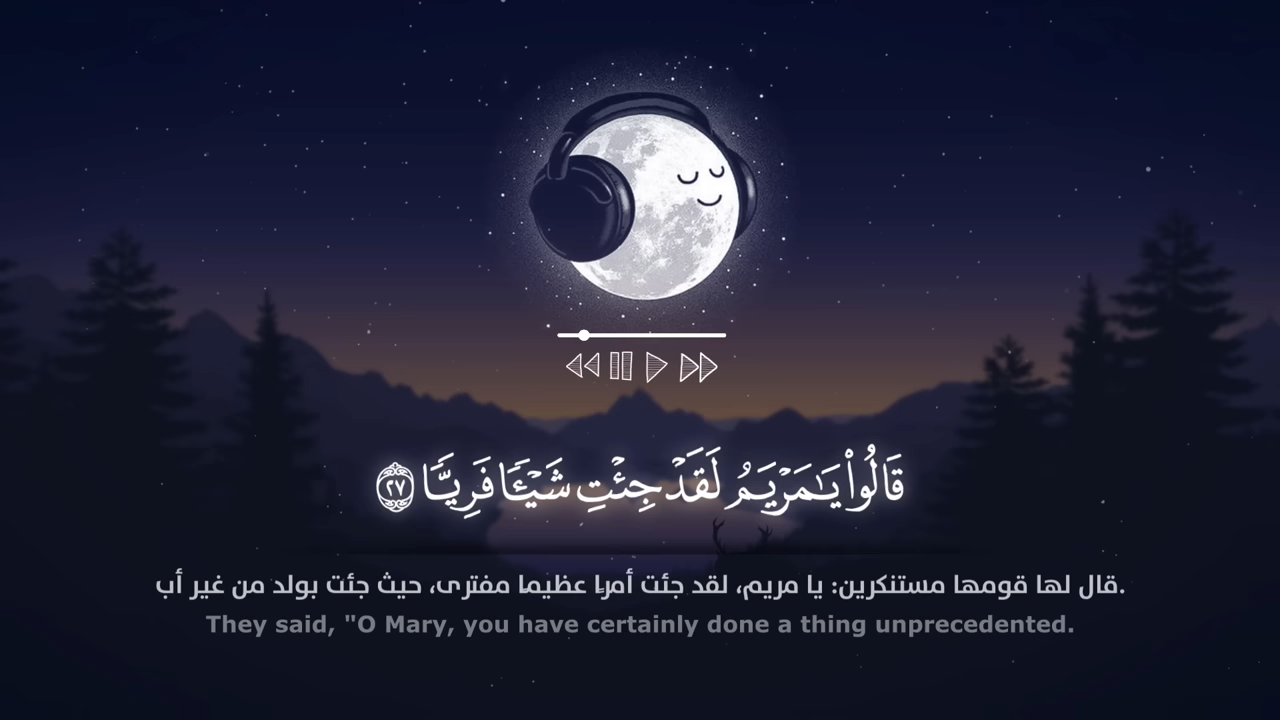 قَالُوا۟ يَـٰمَرْيَمُ لَقَدْ جِئْتِ شَيْـًٔا فَرِيًّا ٢٧
قال لها قومها مستنكرين: يا مريم، لقد جئت أمرا عظيما مفترى، حيث جئت بولد من غير أب.
They said, "O Mary, you have certainly done a thing unprecedented.